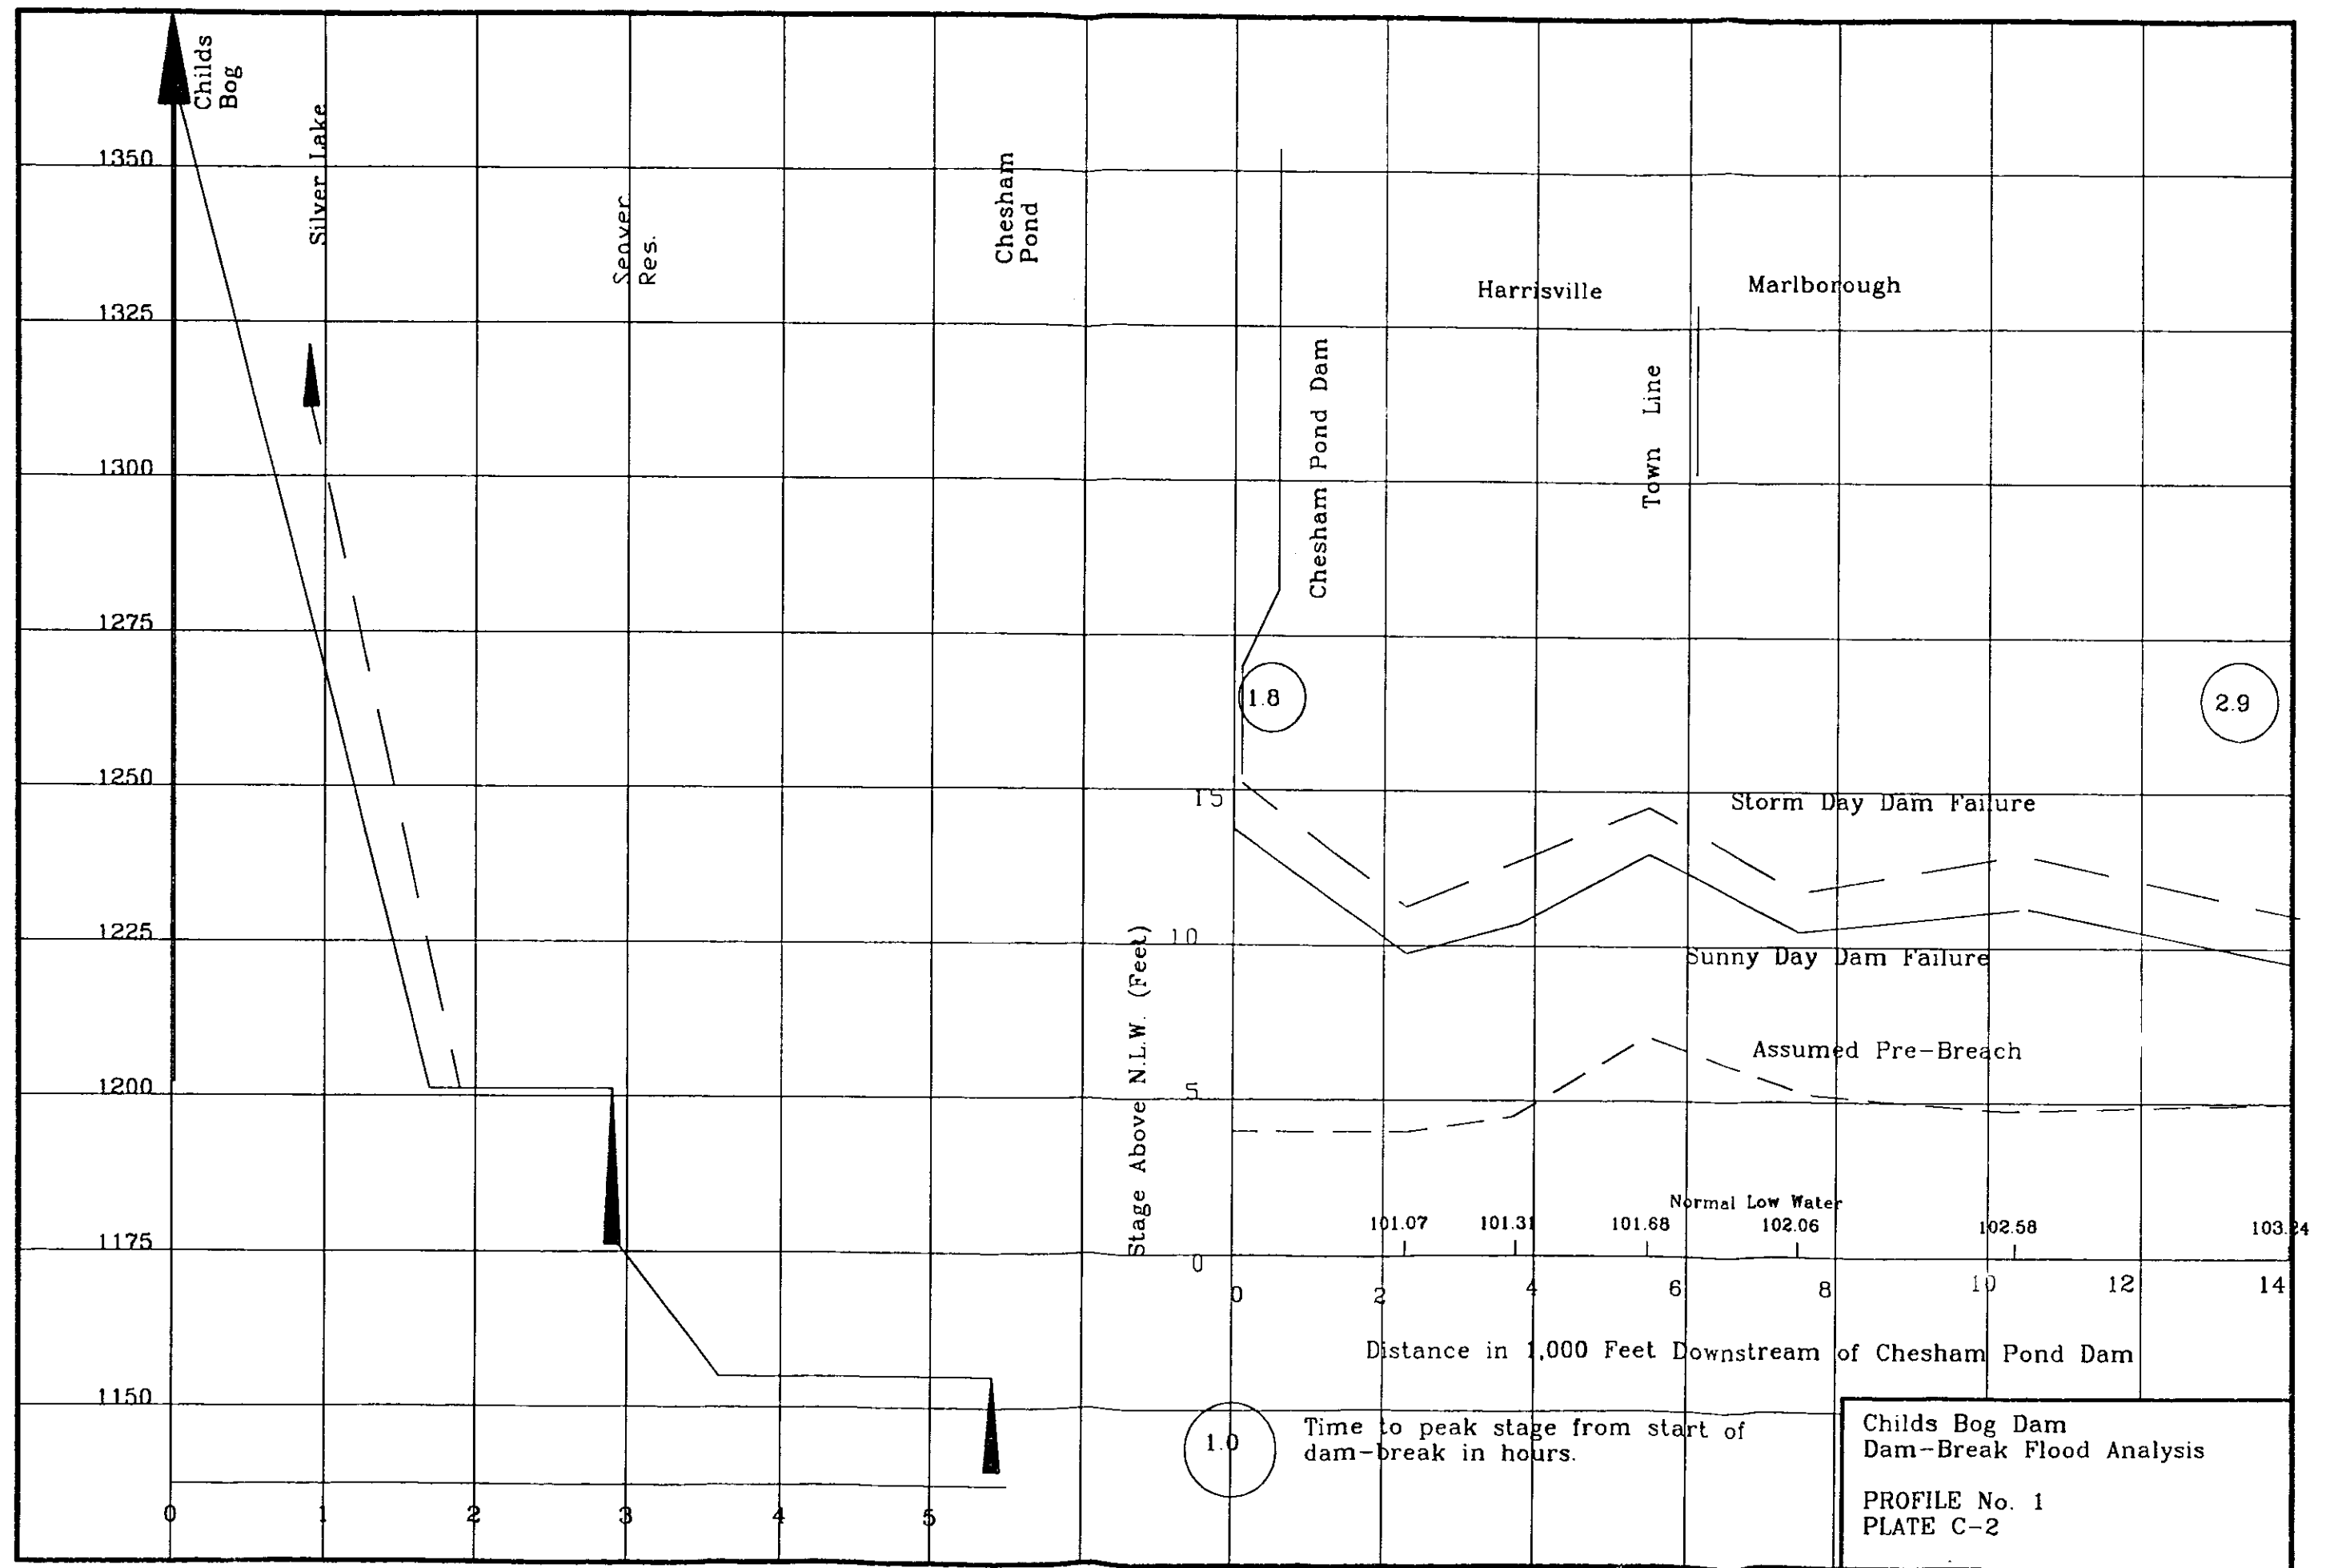 Childs
Bog
Silver Lake
Seaver
Res.
Chesham
Pond
1350
1325
1300
1275
1250
1225
1200
1175
1150
0 1 2 3 4 5
Chesham Pond Dam
Harrisville
Marlborough
Town Line
1.8
2.9
Storm Day Dam Failure
Sunny Day Dam Failure
Assumed Pre-Breach
Stage Above N.L.W. (Feet)
15
10
5
0
Normal Low Water
101.07 101.31 101.68 102.06 102.58 103.24
0 2 4 6 8 10 12 14
Distance in 1,000 Feet Downstream of Chesham Pond Dam
1.0
Time to peak stage from start of
dam-break in hours.
Childs Bog Dam
Dam-Break Flood Analysis
PROFILE No. 1
PLATE C-2